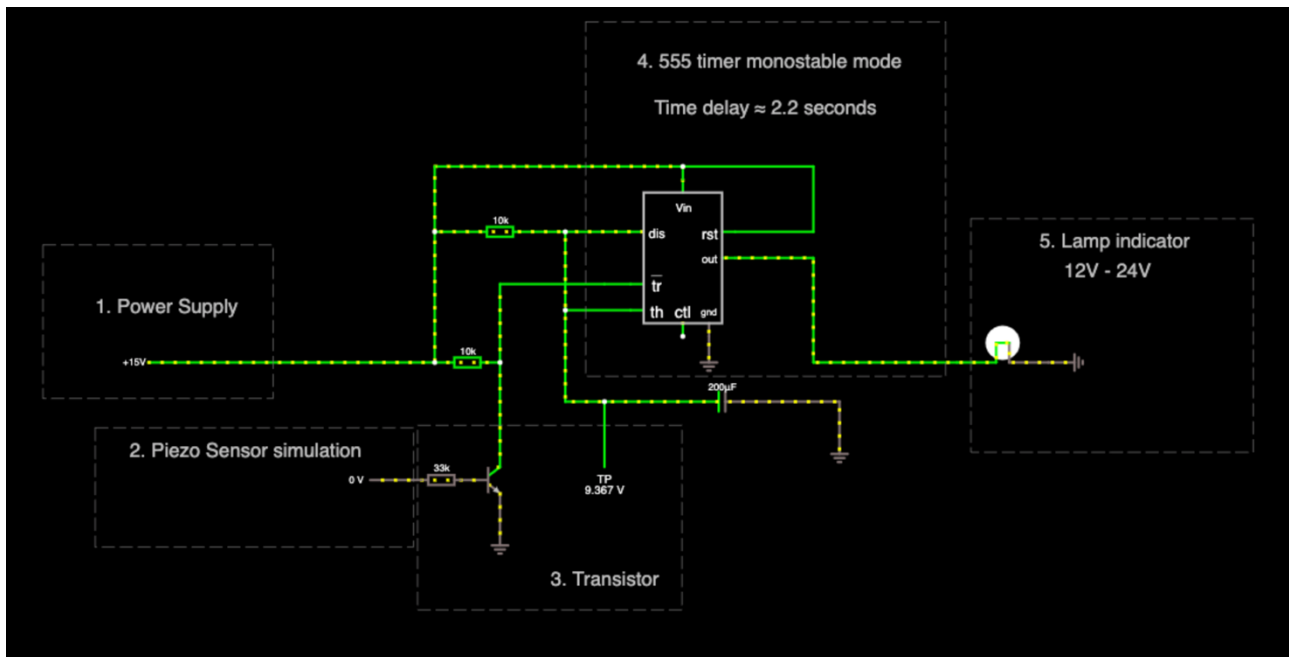 4. 555 timer monostable mode
Time delay ≈ 2.2 seconds
Vin
10k
dis
rst
out
tr
th
ctl
gnd
5. Lamp indicator
12V - 24V
1. Power Supply
+15V
10k
200μF
2. Piezo Sensor simulation
0 V
33k
TP
9.367 V
3. Transistor